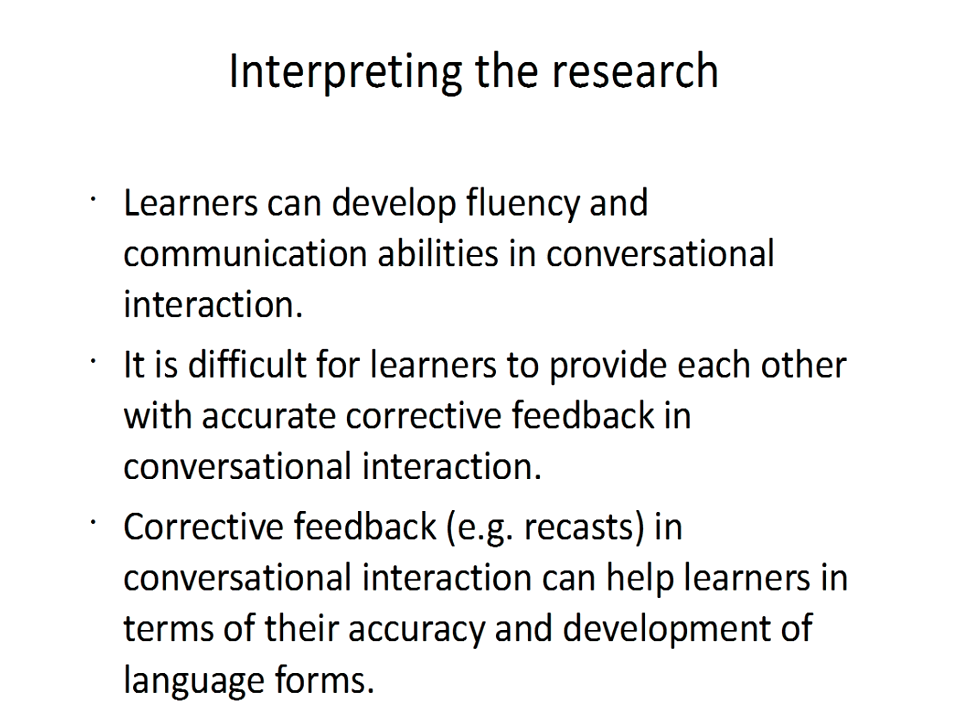 Interpreting the research
· Learners can develop fluency and
communication abilities in conversational
interaction.
· It is difficult for learners to provide each other
with accurate corrective feedback in
conversational interaction.
· Corrective feedback (e.g. recasts) in
conversational interaction can help learners in
terms of their accuracy and development of
language forms.